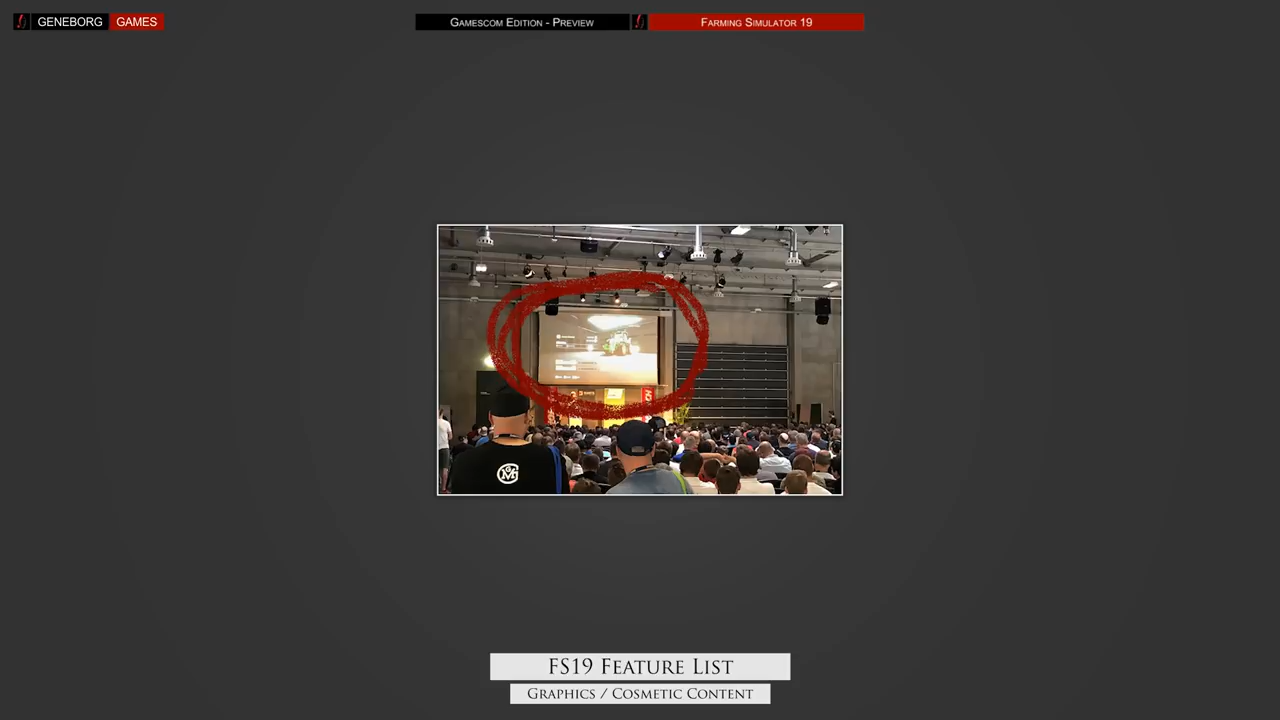 GENEBORG GAMES
Gamescom Edition - Preview
Farming Simulator 19
FS19 Feature List
Graphics / Cosmetic Content